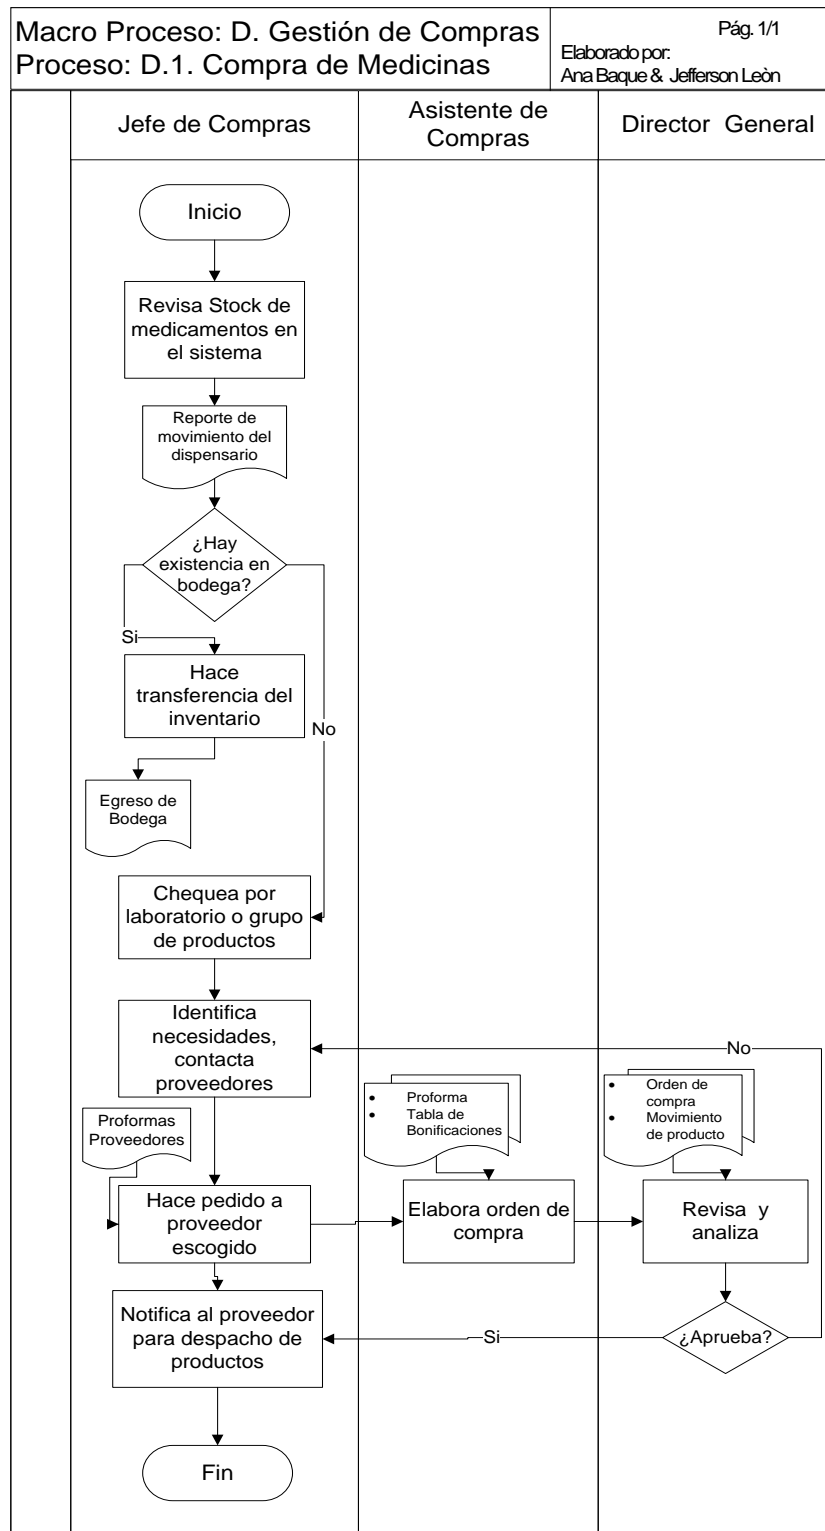 Macro Proceso: D. Gestión de Compras
Proceso: D.1. Compra de Medicinas
Pág. 1/1
Elaborado por:
Ana Baque & Jefferson Leòn
Jefe de Compras
Asistente de
Compras
Director General
Inicio
Revisa Stock de
medicamentos en
el sistema
Reporte de
movimiento del
dispensario
¿Hay
existencia en
bodega?
Si
Hace
transferencia del
inventario
No
Egreso de
Bodega
Chequea por
laboratorio o grupo
de productos
Identifica
necesidades,
contacta
proveedores
No
Proformas
Proveedores
• Proforma
• Tabla de
Bonificaciones
• Orden de
compra
• Movimiento
de producto
Hace pedido a
proveedor
escogido
Elabora orden de
compra
Revisa y
analiza
Notifica al proveedor
para despacho de
productos
Si
¿Aprueba?
Fin